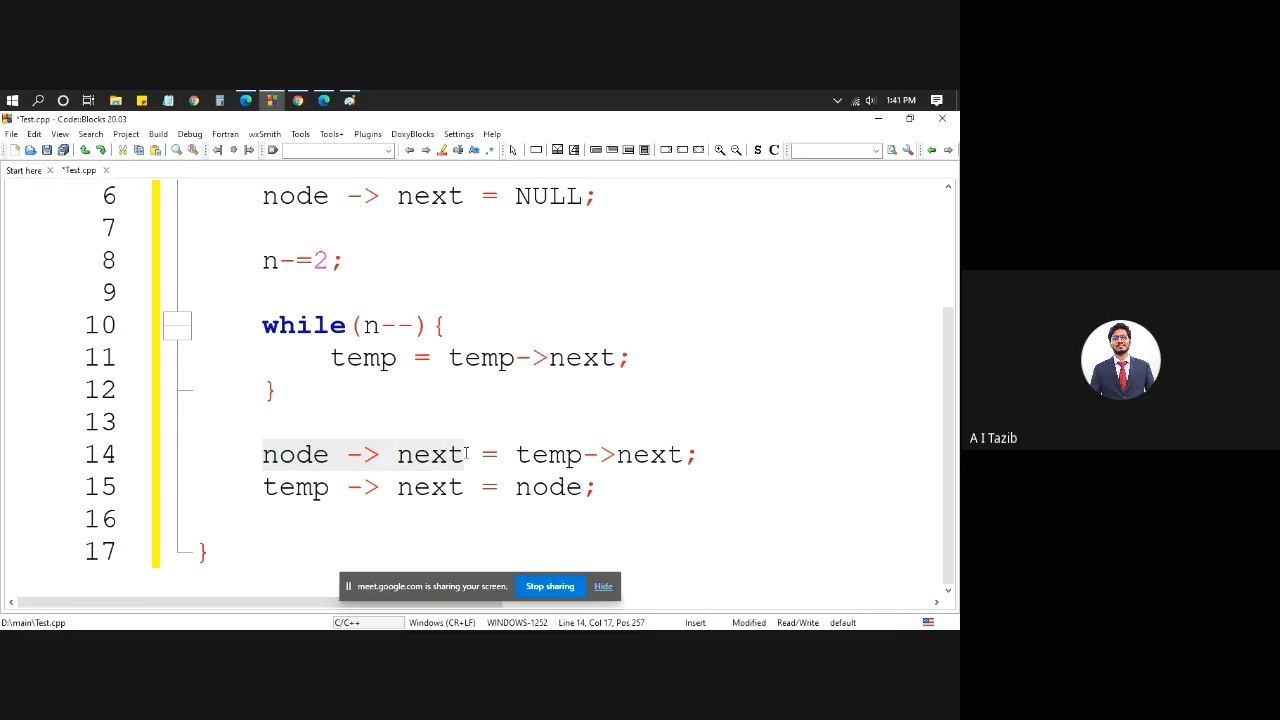 1:41 PM
*Test.cpp - Code::Blocks 20.03
File Edit View Search Project Build Debug Fortran wxSmith Tools Tools+ Plugins DoxyBlocks Settings Help
S C
Start here *Test.cpp
6 node -> next = NULL;
7
8 n-=2;
9
10 while(n--){
11 temp = temp->next;
12 }
13
14 node -> next = temp->next;
15 temp -> next = node;
16
17 }
A I Tazib
meet.google.com is sharing your screen. Stop sharing Hide
D:\main\Test.cpp C/C++ Windows (CR+LF) WINDOWS-1252 Line 14, Col 17, Pos 257 Insert Modified Read/Write default